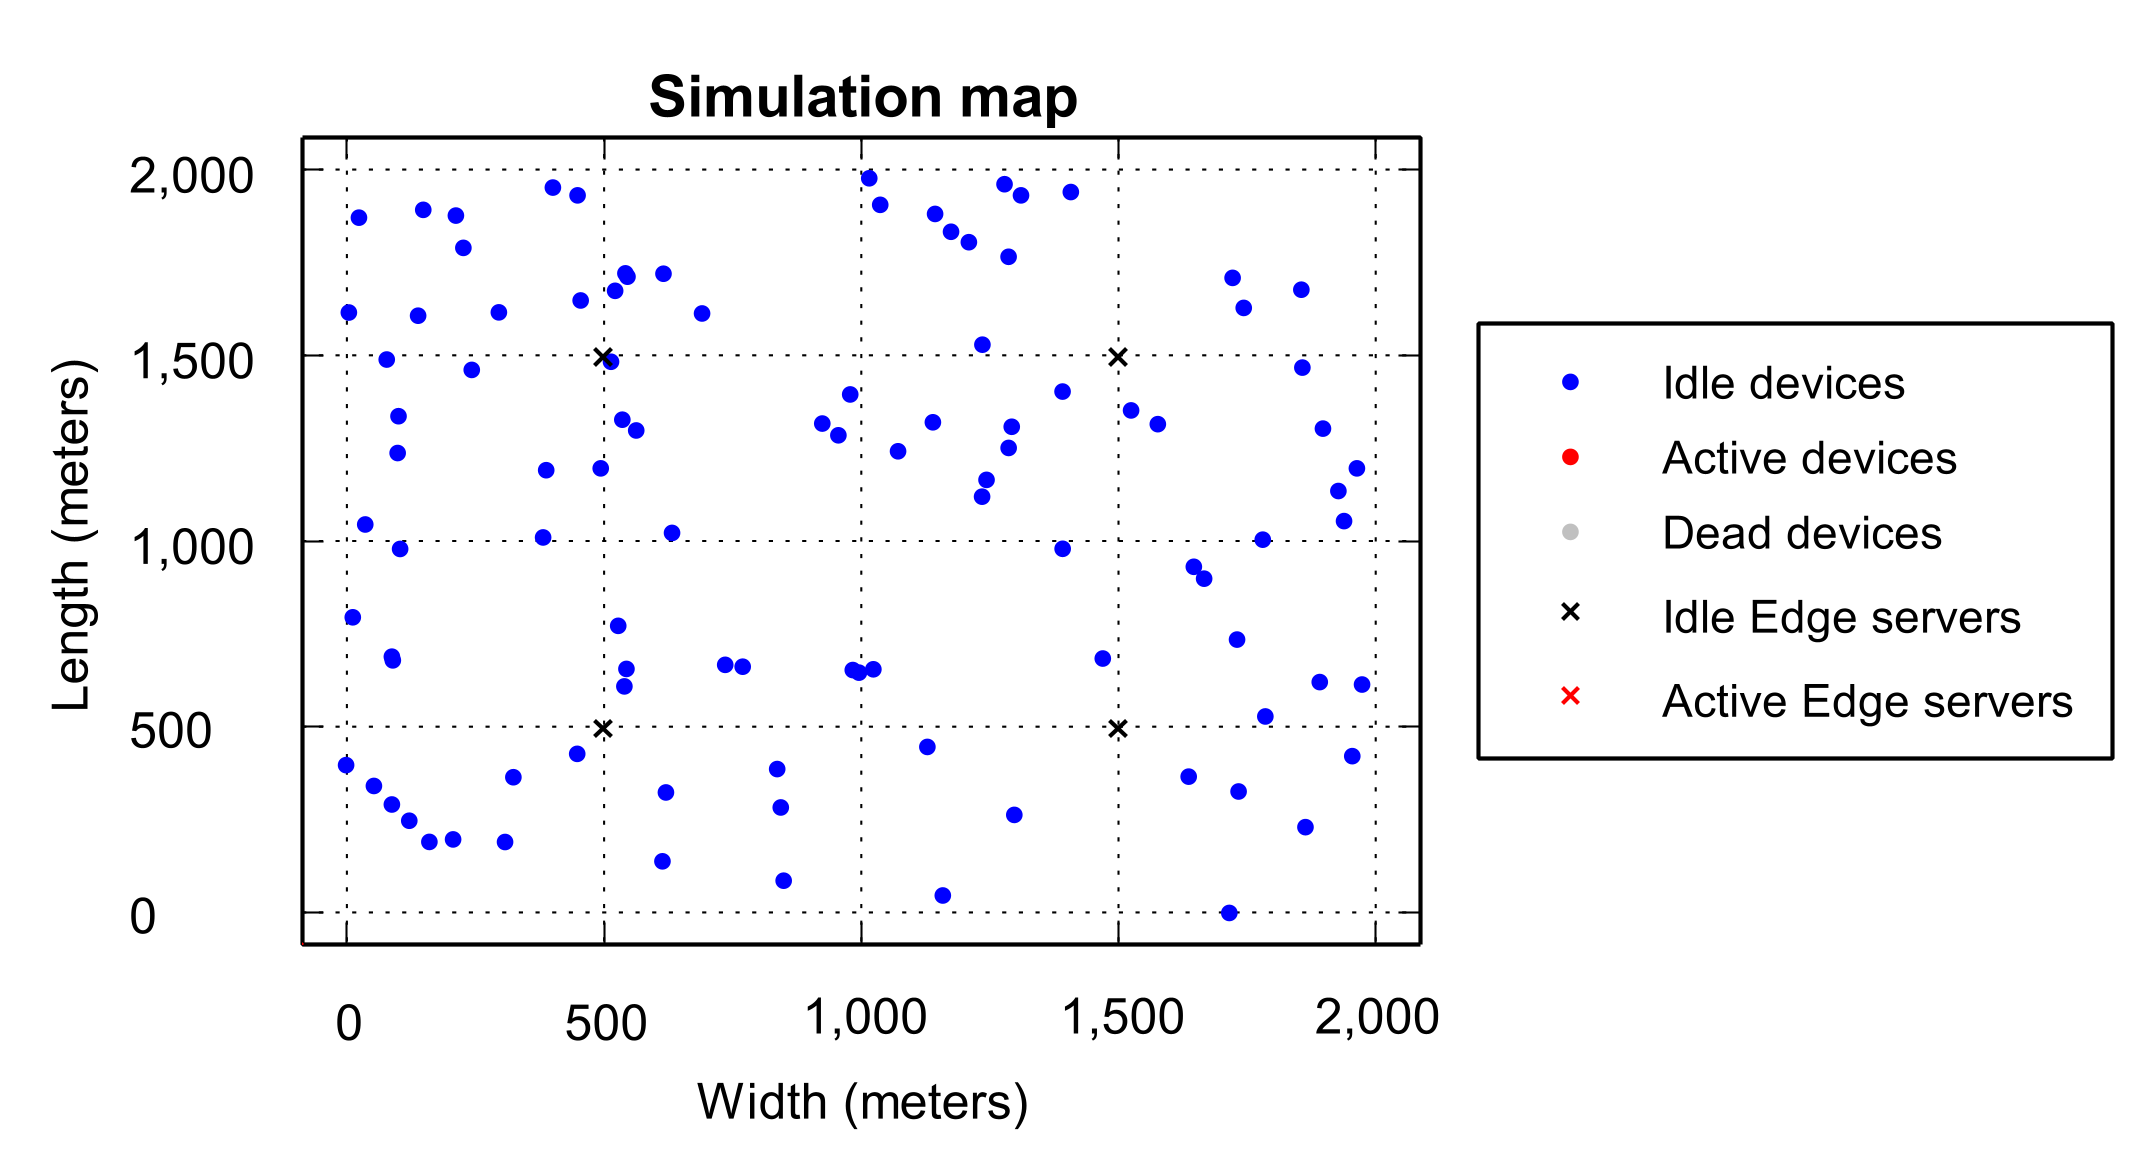 Simulation map
2,000
1,500
1,000
500
0
Length (meters)
0
500
1,000
1,500
2,000
Width (meters)
Idle devices
Active devices
Dead devices
Idle Edge servers
Active Edge servers